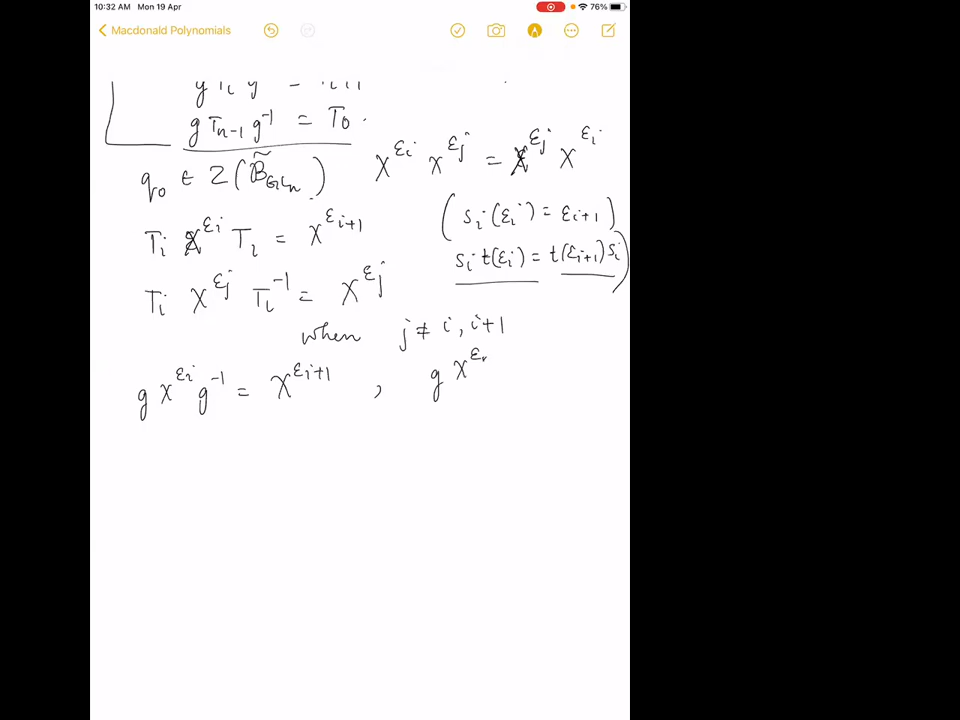 10:32 AM Mon 19 Apr
76%
Macdonald Polynomials
g T_{n-1} g^{-1} = T_0 .
q_0 ∈ Z(\tilde{B}_{GL_n})
X^{ε_i} X^{ε_j} = X^{ε_j} X^{ε_i}
T_i X^{ε_i} T_i = X^{ε_{i+1}}
(s_i(ε_i) = ε_{i+1}
s_i t(ε_i) = t(ε_{i+1}) s_i)
T_i X^{ε_j} T_i^{-1} = X^{ε_j}
when j ≠ i, i+1
g X^{ε_i} g^{-1} = X^{ε_{i+1}} , g X^{ε_n}